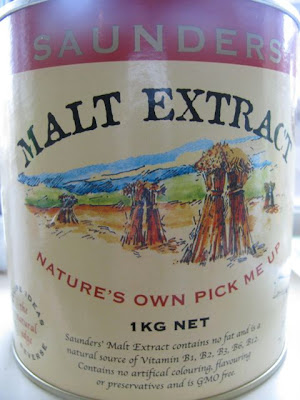 SAUNDERS
MALT EXTRACT
NATURE'S OWN PICK ME UP
1KG NET
Saunders' Malt Extract contains no fat and is a
natural source of Vitamin B1, B2, B3, B6, B12.
Contains no artifical colouring, flavouring
or preservatives and is GMO free.